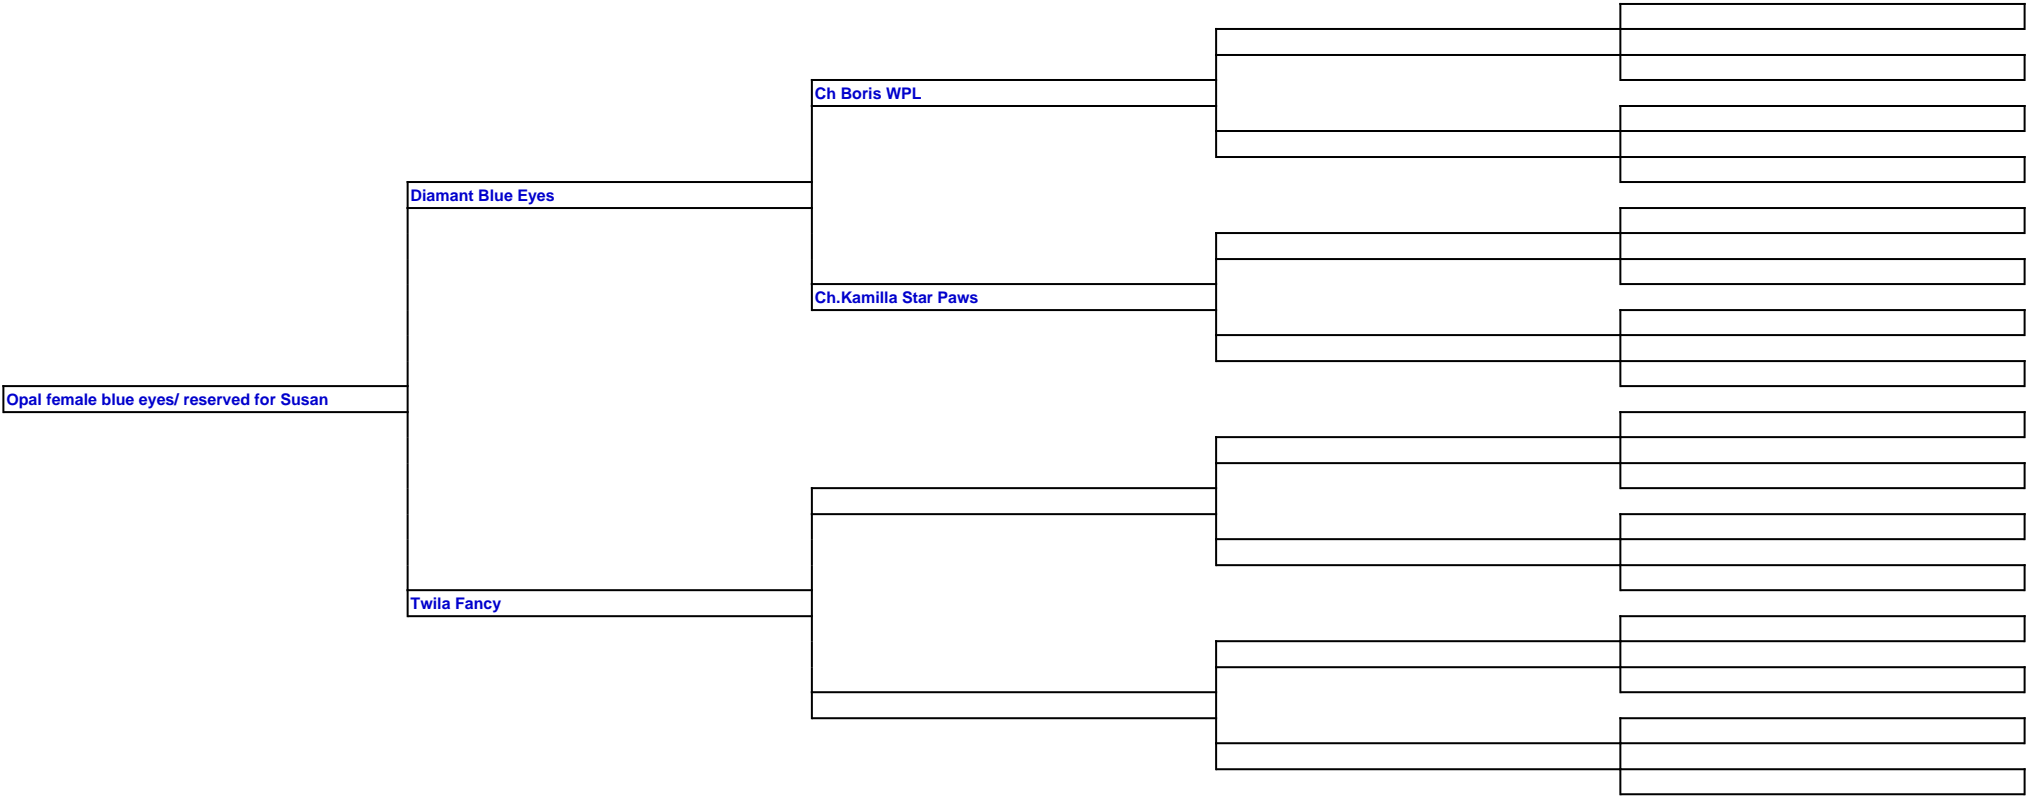 Ch Boris WPL
Diamant Blue Eyes
Ch.Kamilla Star Paws
Opal female blue eyes/ reserved for Susan
Twila Fancy